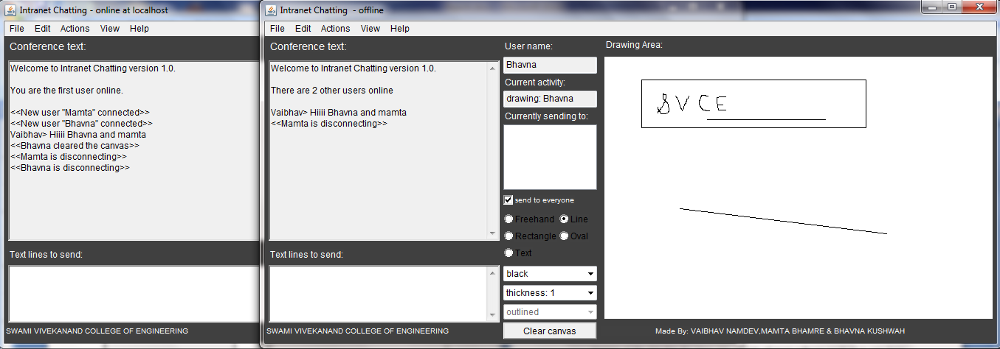 Intranet Chatting - online at localhost
File Edit Actions View Help
Conference text:
Welcome to Intranet Chatting version 1.0.
You are the first user online.
<<New user "Mamta" connected>>
<<New user "Bhavna" connected>>
Vaibhav> Hiiii Bhavna and mamta
<<Bhavna cleared the canvas>>
<<Mamta is disconnecting>>
<<Bhavna is disconnecting>>
Text lines to send:
SWAMI VIVEKANAND COLLEGE OF ENGINEERING
Intranet Chatting - offline
File Edit Actions View Help
Conference text:
Welcome to Intranet Chatting version 1.0.
There are 2 other users online
Vaibhav> Hiiii Bhavna and mamta
<<Mamta is disconnecting>>
Text lines to send:
SWAMI VIVEKANAND COLLEGE OF ENGINEERING
User name:
Bhavna
Current activity:
drawing: Bhavna
Currently sending to:
send to everyone
Freehand Line
Rectangle Oval
Text
black
thickness: 1
outlined
Clear canvas
Drawing Area:
SVCE
Made By: VAIBHAV NAMDEV,MAMTA BHAMRE & BHAVNA KUSHWAH